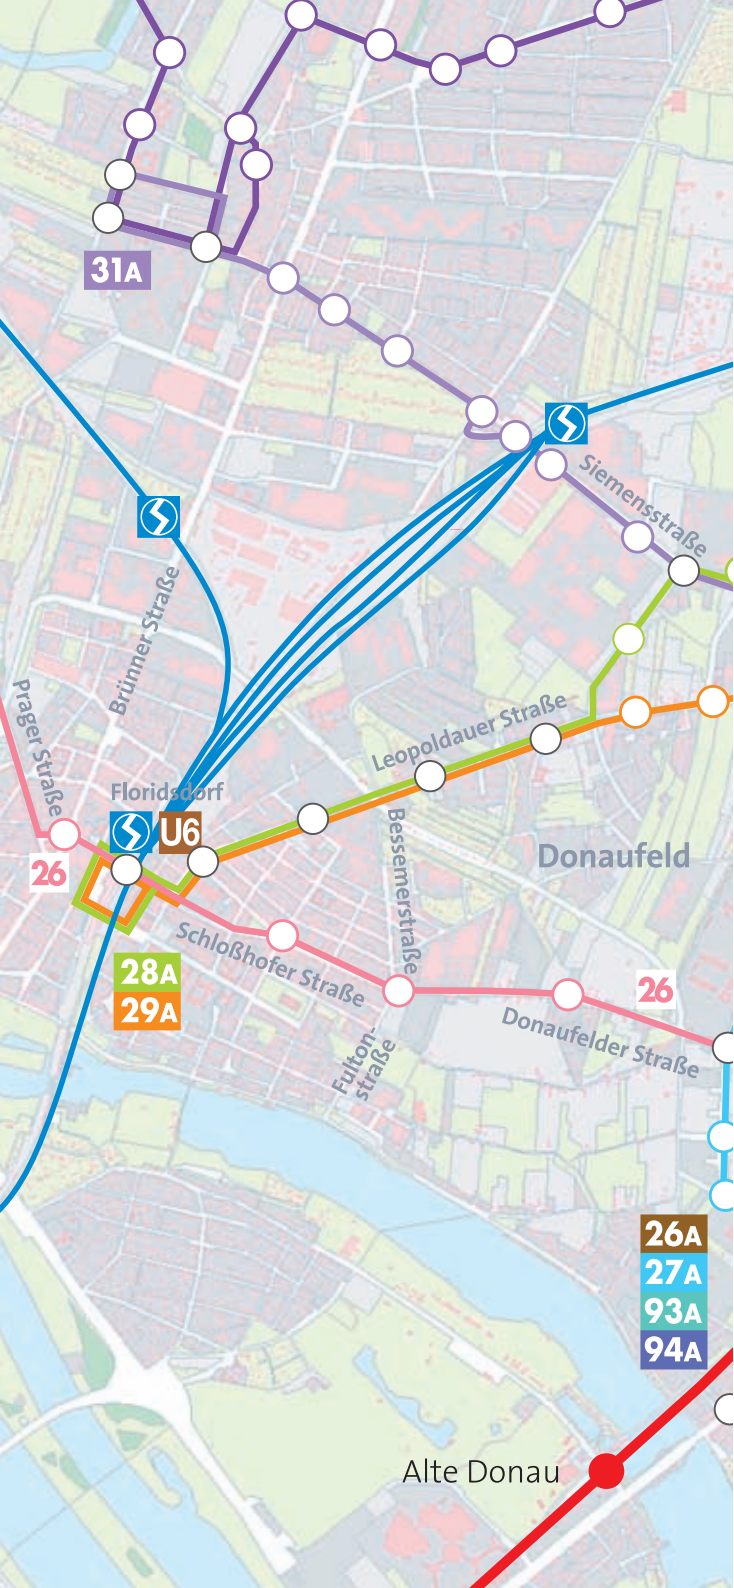 31A
Siemensstraße
Brünner Straße
Prager Straße
Leopoldauer Straße
Floridsdorf
U6
26
Bessemerstraße
Donaufeld
Schloßhofer Straße
28A
29A
26
Donaufelder Straße
Fulton-
straße
26A
27A
93A
94A
Alte Donau